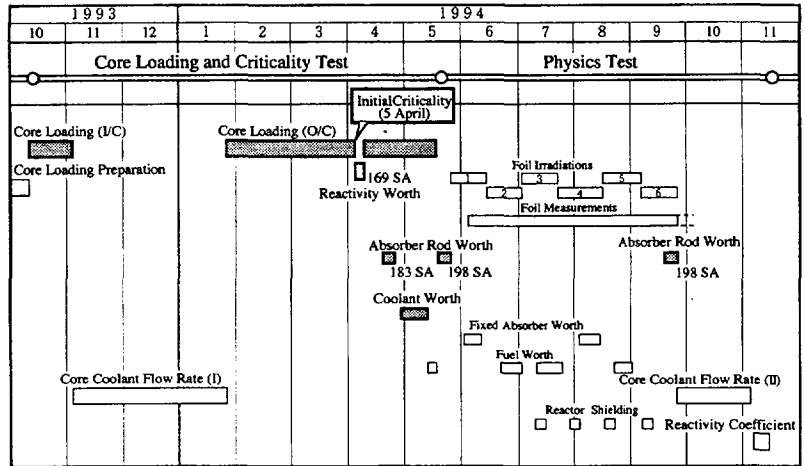 1993 1994
10 11 12 1 2 3 4 5 6 7 8 9 10 11
Core Loading and Criticality Test Physics Test
InitialCriticality
(5 April)
Core Loading (I/C) Core Loading (O/C)
Core Loading Preparation
169 SA
Reactivity Worth
Foil Irradiations
1 3 5
2 4 6
Foil Measurements
Absorber Rod Worth Absorber Rod Worth
183 SA 198 SA 198 SA
Coolant Worth
Fixed Absorber Worth
Fuel Worth
Core Coolant Flow Rate (I) Core Coolant Flow Rate (II)
Reactor Shielding
Reactivity Coefficient